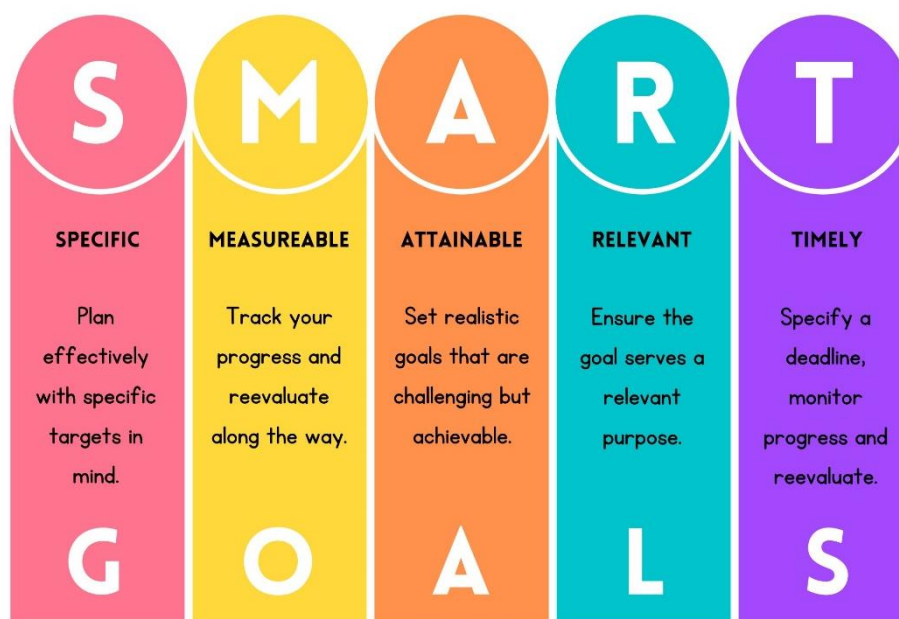 S M A R T
SPECIFIC
Plan
effectively
with specific
targets in
mind.
MEASUREABLE
Track your
progress and
reevaluate
along the way.
ATTAINABLE
Set realistic
goals that are
challenging but
achievable.
RELEVANT
Ensure the
goal serves a
relevant
purpose.
TIMELY
Specify a
deadline,
monitor
progress and
reevaluate.
G O A L S